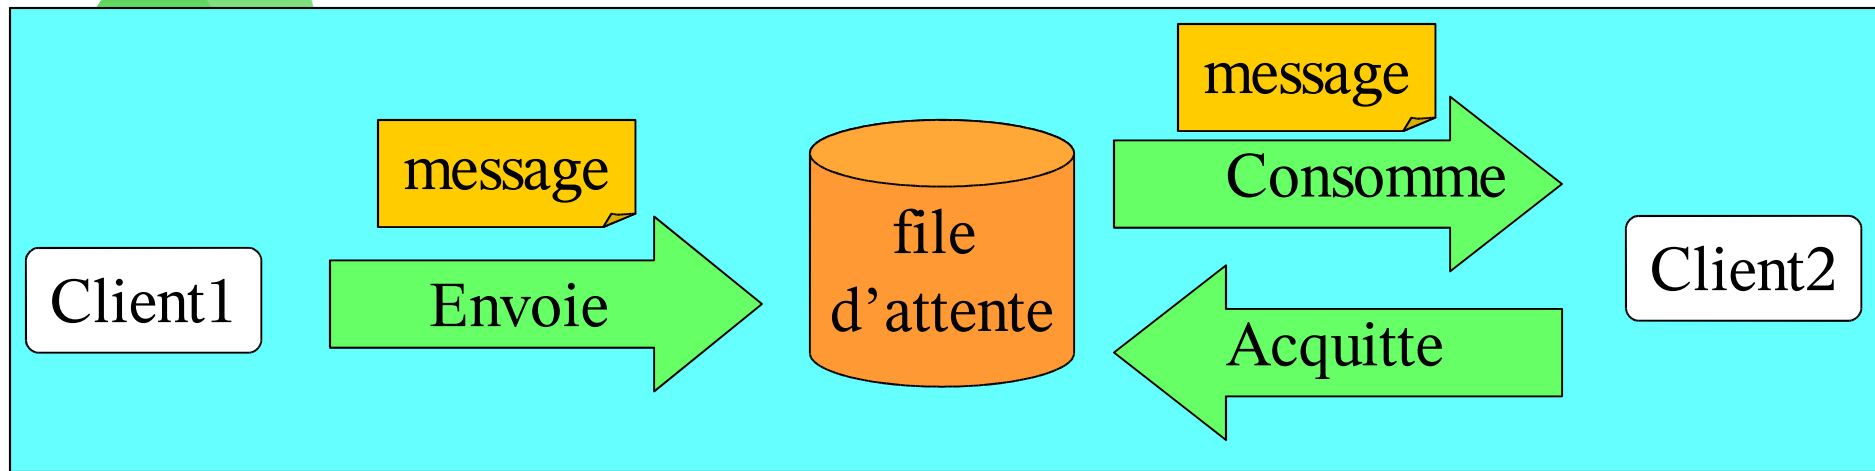 Client1
message
Envoie
file
d’attente
message
Consomme
Acquitte
Client2